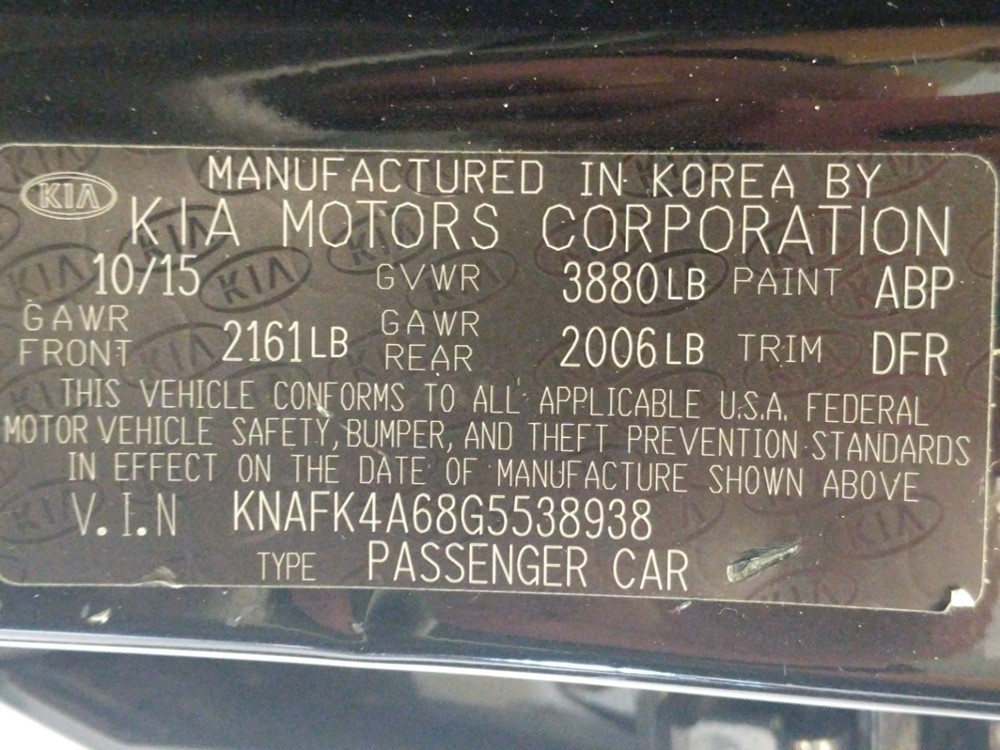 KIA
MANUFACTURED IN KOREA BY
KIA MOTORS CORPORATION
10/15 GVWR 3880LB PAINT ABP
GAWR FRONT 2161LB GAWR REAR 2006LB TRIM DFR
THIS VEHICLE CONFORMS TO ALL APPLICABLE U.S.A. FEDERAL
MOTOR VEHICLE SAFETY, BUMPER, AND THEFT PREVENTION STANDARDS
IN EFFECT ON THE DATE OF MANUFACTURE SHOWN ABOVE
V.I.N KNAFK4A68G5538938
TYPE PASSENGER CAR